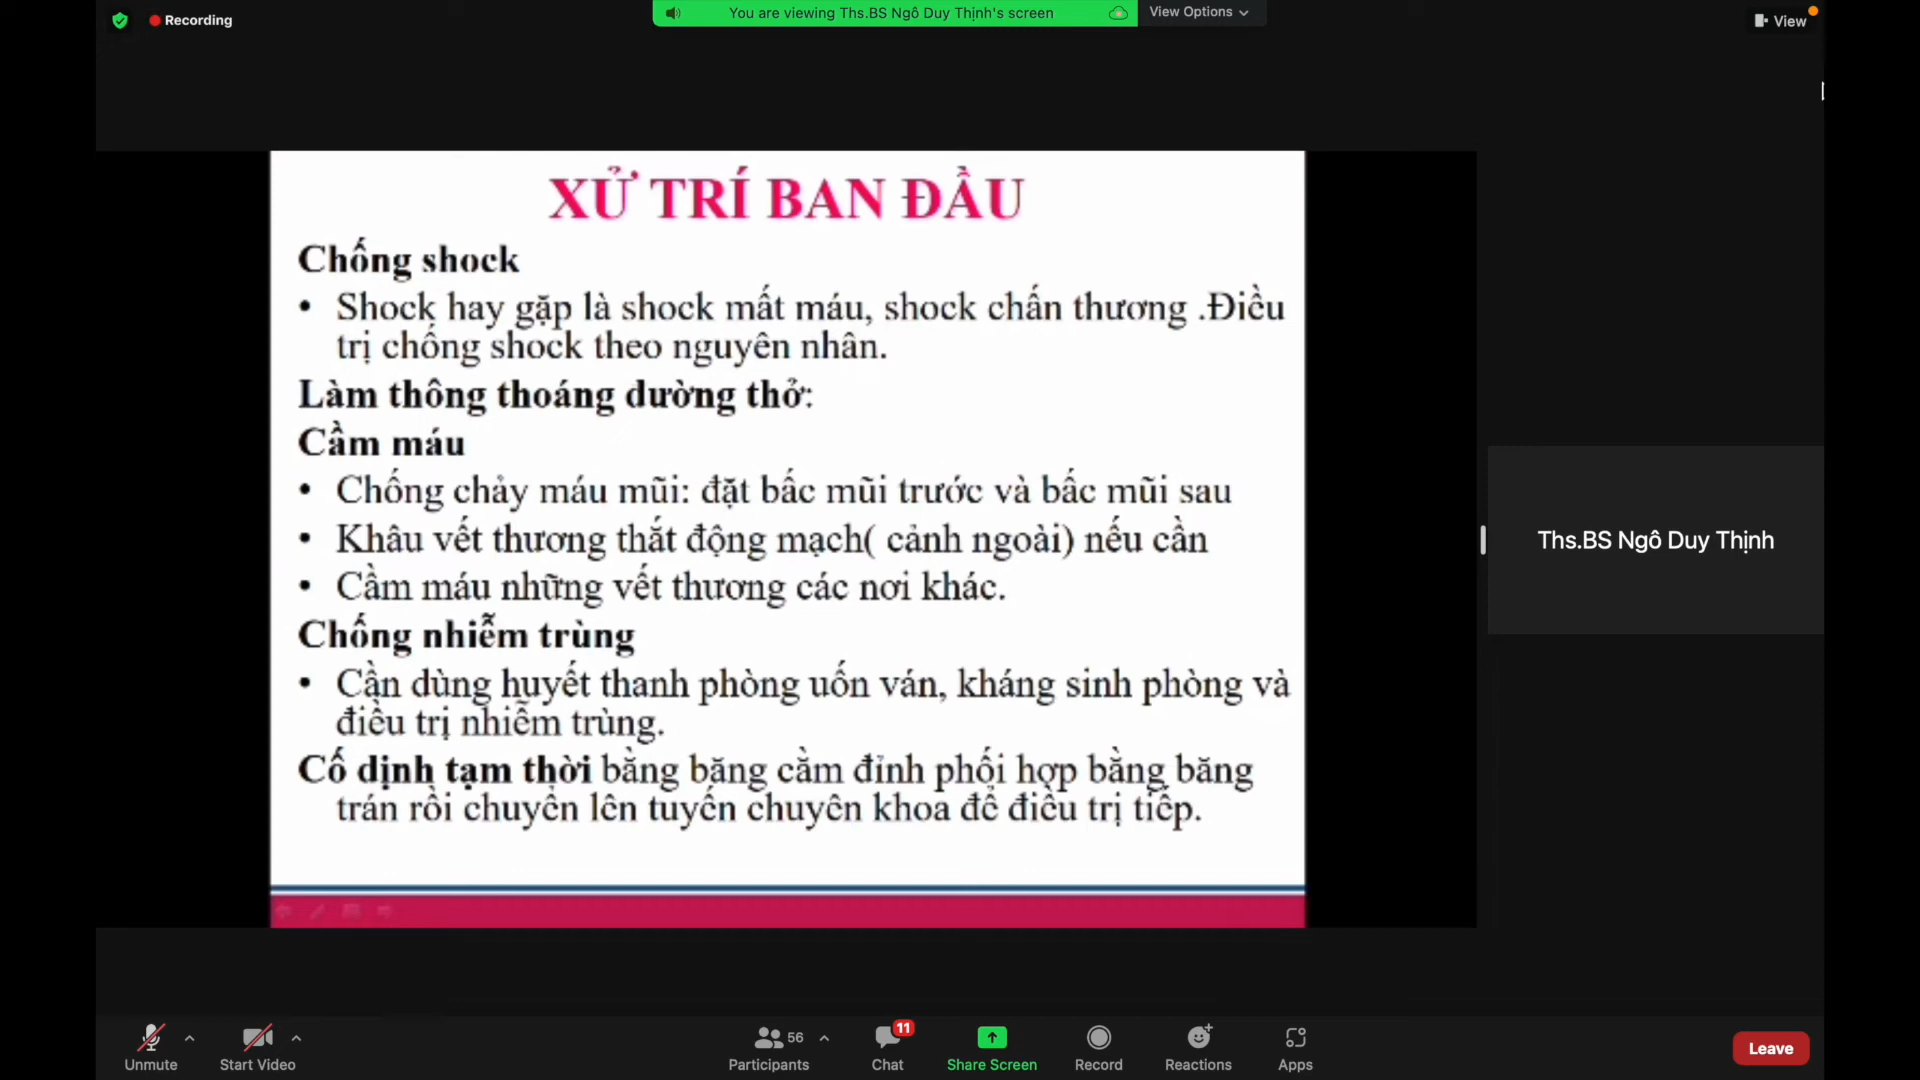 Recording
You are viewing Ths.BS Ngô Duy Thịnh's screen
View Options
View
XỬ TRÍ BAN ĐẦU
Chống shock
• Shock hay gặp là shock mất máu, shock chấn thương .Điều
trị chống shock theo nguyên nhân.
Làm thông thoáng dường thở:
Cầm máu
• Chống chảy máu mũi: đặt bấc mũi trước và bấc mũi sau
• Khâu vết thương thắt động mạch( cảnh ngoài) nếu cần
• Cầm máu những vết thương các nơi khác.
Chống nhiễm trùng
• Cần dùng huyết thanh phòng uốn ván, kháng sinh phòng và
điều trị nhiễm trùng.
Cố dịnh tạm thời bằng băng cằm đỉnh phối hợp bằng băng
trán rồi chuyển lên tuyến chuyên khoa để điều trị tiếp.
Ths.BS Ngô Duy Thịnh
Unmute
Start Video
56
Participants
11
Chat
Share Screen
Record
Reactions
Apps
Leave